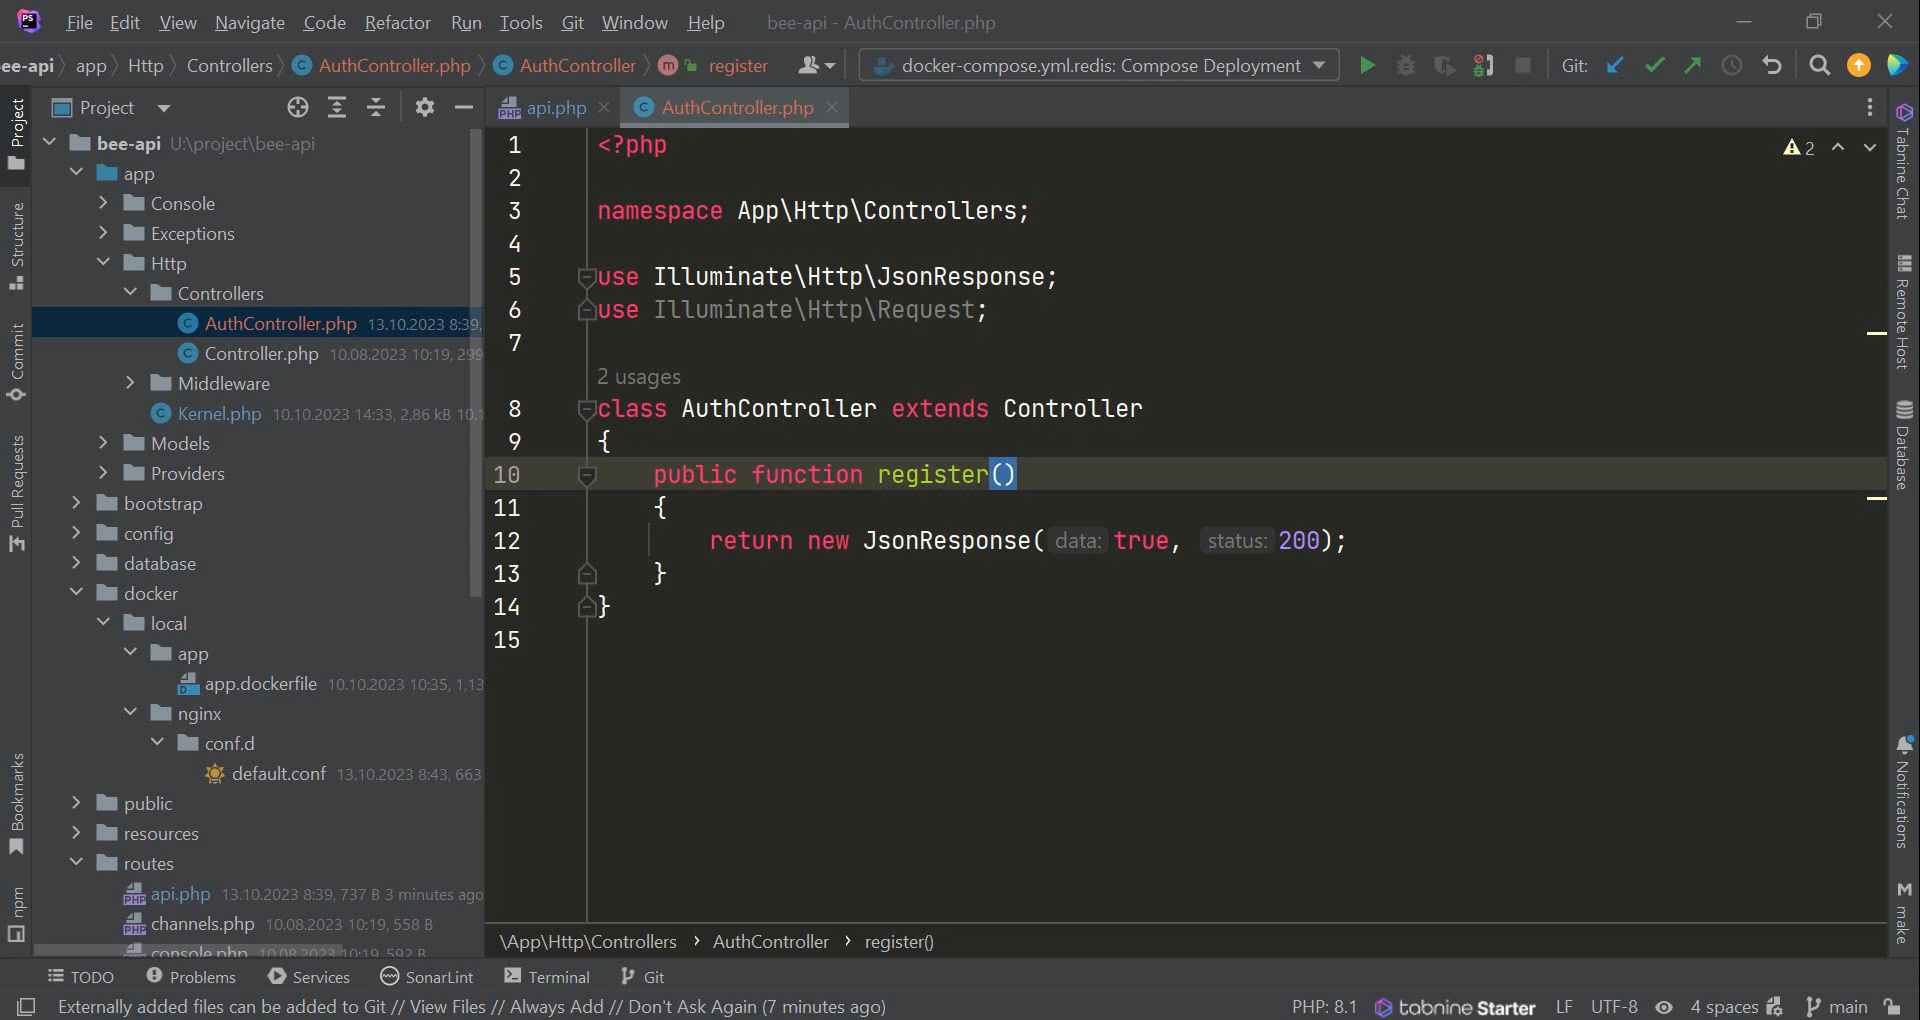 PS File Edit View Navigate Code Refactor Run Tools Git Window Help bee-api - AuthController.php
ee-api app Http Controllers C AuthController.php C AuthController m register docker-compose.yml.redis: Compose Deployment Git:
Project
api.php
C AuthController.php
Project
Structure
Commit
Pull Requests
Bookmarks
npm
bee-api U:\project\bee-api
app
Console
Exceptions
Http
Controllers
C AuthController.php 13.10.2023 8:39,
C Controller.php 10.08.2023 10:19, 299
Middleware
C Kernel.php 10.10.2023 14:33, 2,86 kB 10.1
Models
Providers
bootstrap
config
database
docker
local
app
app.dockerfile 10.10.2023 10:35, 1,13
nginx
conf.d
default.conf 13.10.2023 8:43, 663
public
resources
routes
api.php 13.10.2023 8:39, 737 B 3 minutes ago
channels.php 10.08.2023 10:19, 558 B
console.php 10.08.2023 10:19, 592 B
1 <?php
2
3 namespace App\Http\Controllers;
4
5 use Illuminate\Http\JsonResponse;
6 use Illuminate\Http\Request;
7
2 usages
8 class AuthController extends Controller
9 {
10 public function register()
11 {
12 return new JsonResponse( data: true, status: 200);
13 }
14 }
15
2
Tabnine Chat
Remote Host
Database
Notifications
M make
\App\Http\Controllers › AuthController › register()
TODO Problems Services SonarLint Terminal Git
Externally added files can be added to Git // View Files // Always Add // Don't Ask Again (7 minutes ago) PHP: 8.1 tabnine Starter LF UTF-8 4 spaces main